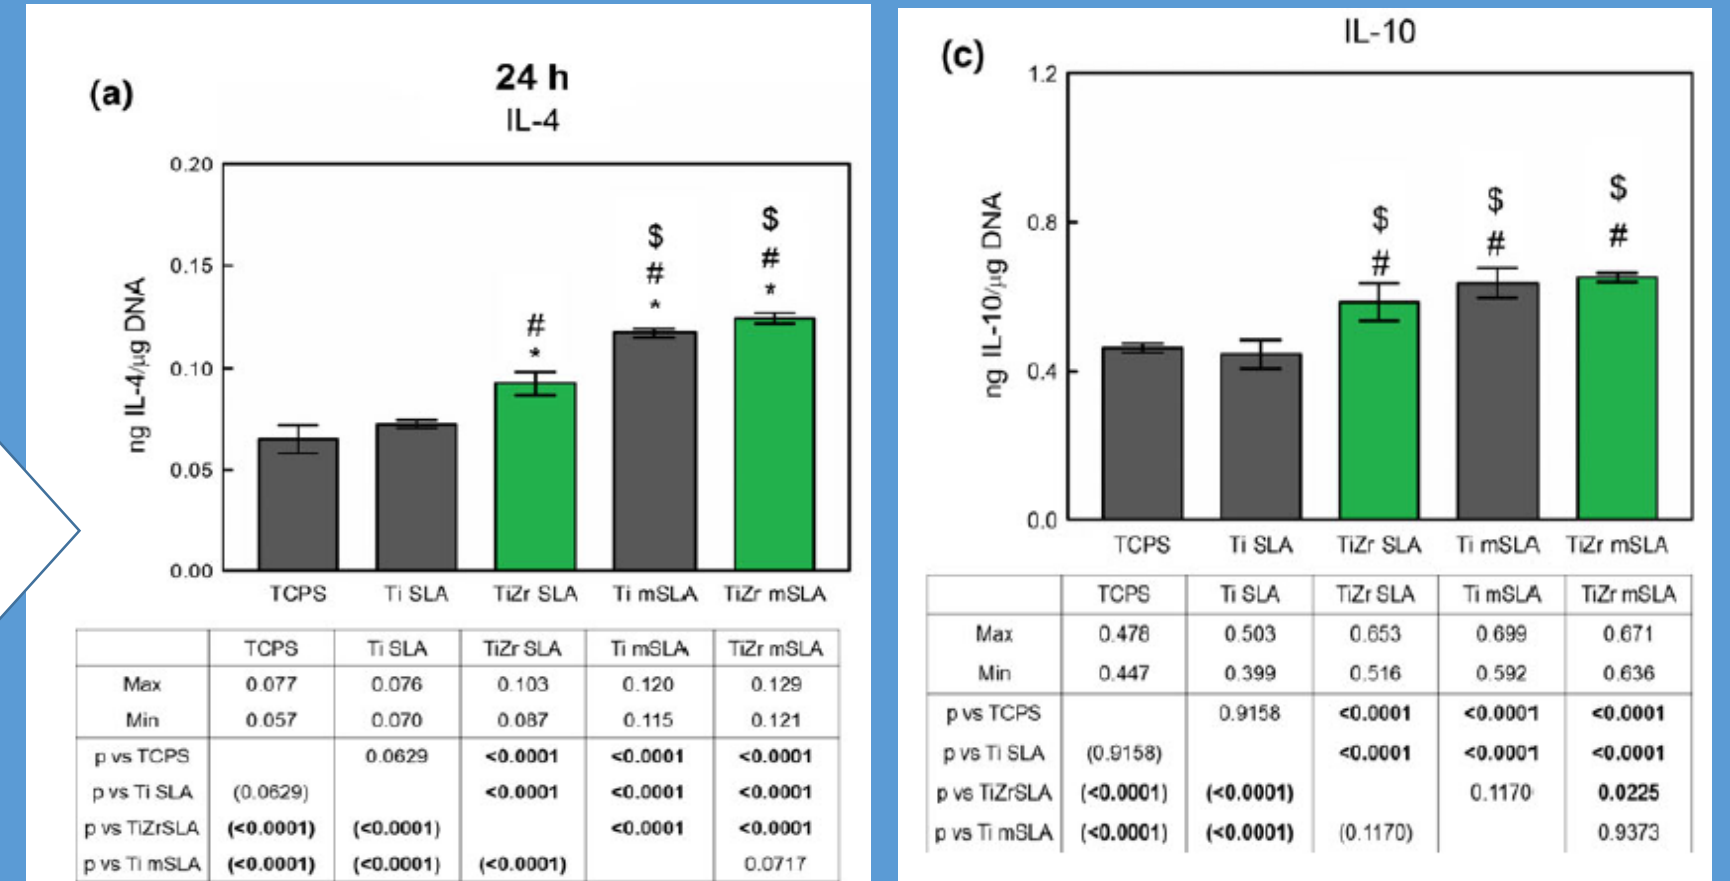 (a)
24 h
IL-4
ng IL-4/µg DNA
0.20
0.15
0.10
0.05
0.00
# *
$ # *
$ # *
TCPS Ti SLA TiZr SLA Ti mSLA TiZr mSLA
TCPS Ti SLA TiZr SLA Ti mSLA TiZr mSLA
Max 0.077 0.076 0.103 0.120 0.129
Min 0.057 0.070 0.087 0.115 0.121
p vs TCPS 0.0629 <0.0001 <0.0001 <0.0001
p vs Ti SLA (0.0629) <0.0001 <0.0001 <0.0001
p vs TiZrSLA (<0.0001) (<0.0001) <0.0001 <0.0001
p vs Ti mSLA (<0.0001) (<0.0001) (<0.0001) 0.0717
(c)
IL-10
ng IL-10/µg DNA
1.2
0.8
0.4
0.0
$ #
$ #
$ #
TCPS Ti SLA TiZr SLA Ti mSLA TiZr mSLA
TCPS Ti SLA TiZr SLA Ti mSLA TiZr mSLA
Max 0.478 0.503 0.653 0.699 0.671
Min 0.447 0.399 0.516 0.592 0.636
p vs TCPS 0.9158 <0.0001 <0.0001 <0.0001
p vs Ti SLA (0.9158) <0.0001 <0.0001 <0.0001
p vs TiZrSLA (<0.0001) (<0.0001) 0.1170 0.0225
p vs Ti mSLA (<0.0001) (<0.0001) (0.1170) 0.9373